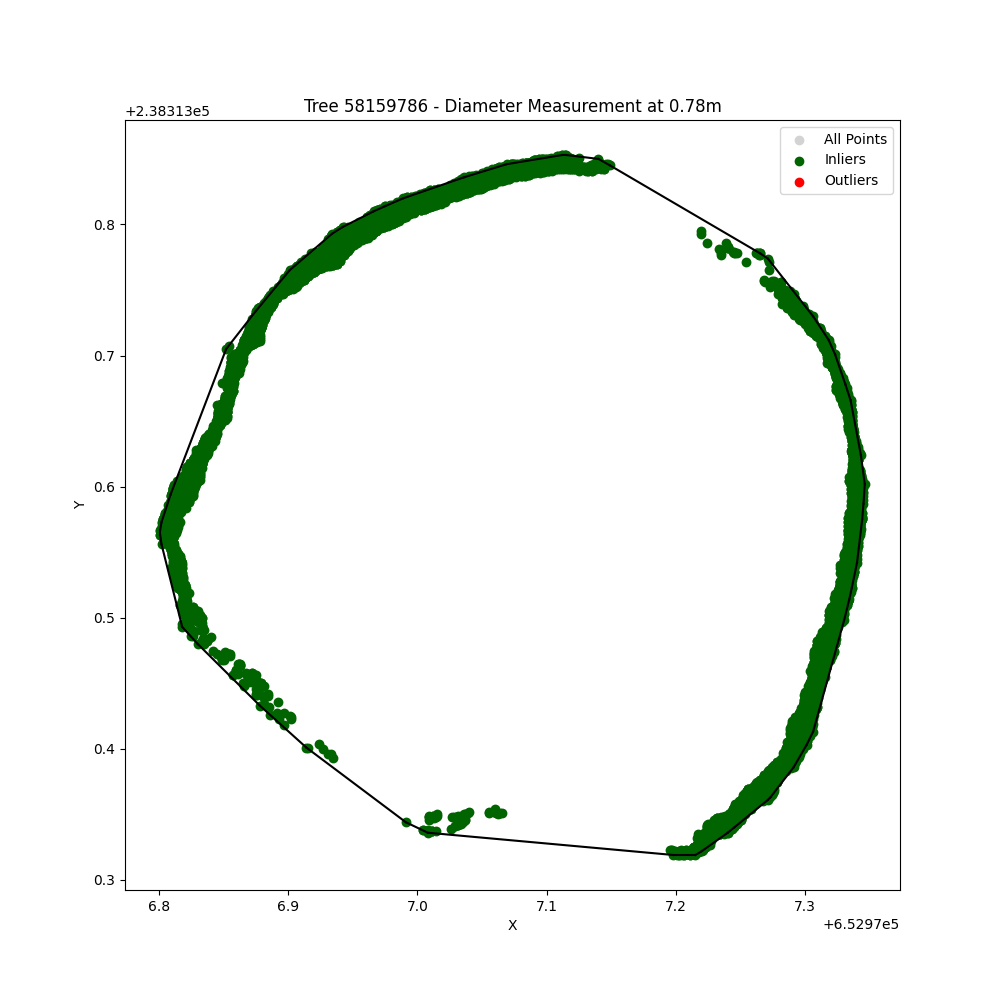 Tree 58159786 - Diameter Measurement at 0.78m
+2.38313e5
All Points
Inliers
Outliers
0.8
0.7
0.6
0.5
0.4
0.3
Y
6.8 6.9 7.0 7.1 7.2 7.3
X
+6.5297e5